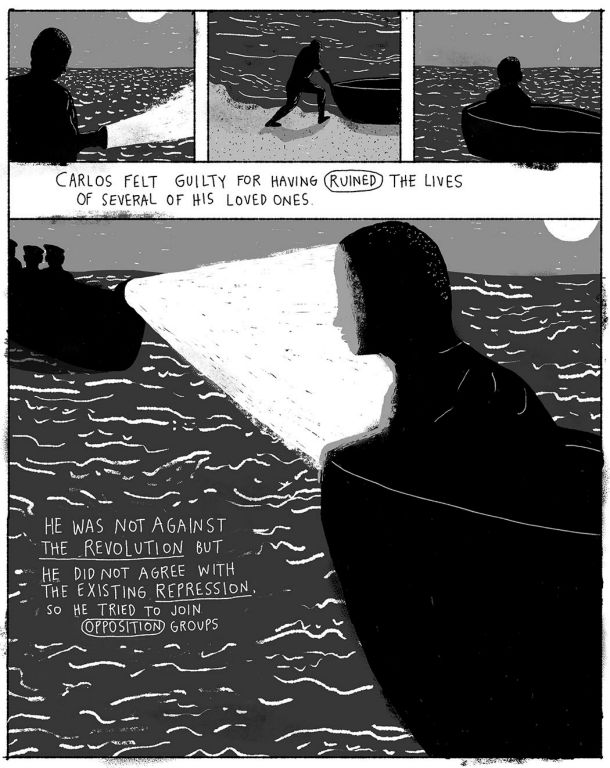 CARLOS FELT GUILTY FOR HAVING RUINED THE LIVES
OF SEVERAL OF HIS LOVED ONES.
HE WAS NOT AGAINST
THE REVOLUTION BUT
HE DID NOT AGREE WITH
THE EXISTING REPRESSION,
SO HE TRIED TO JOIN
OPPOSITION GROUPS